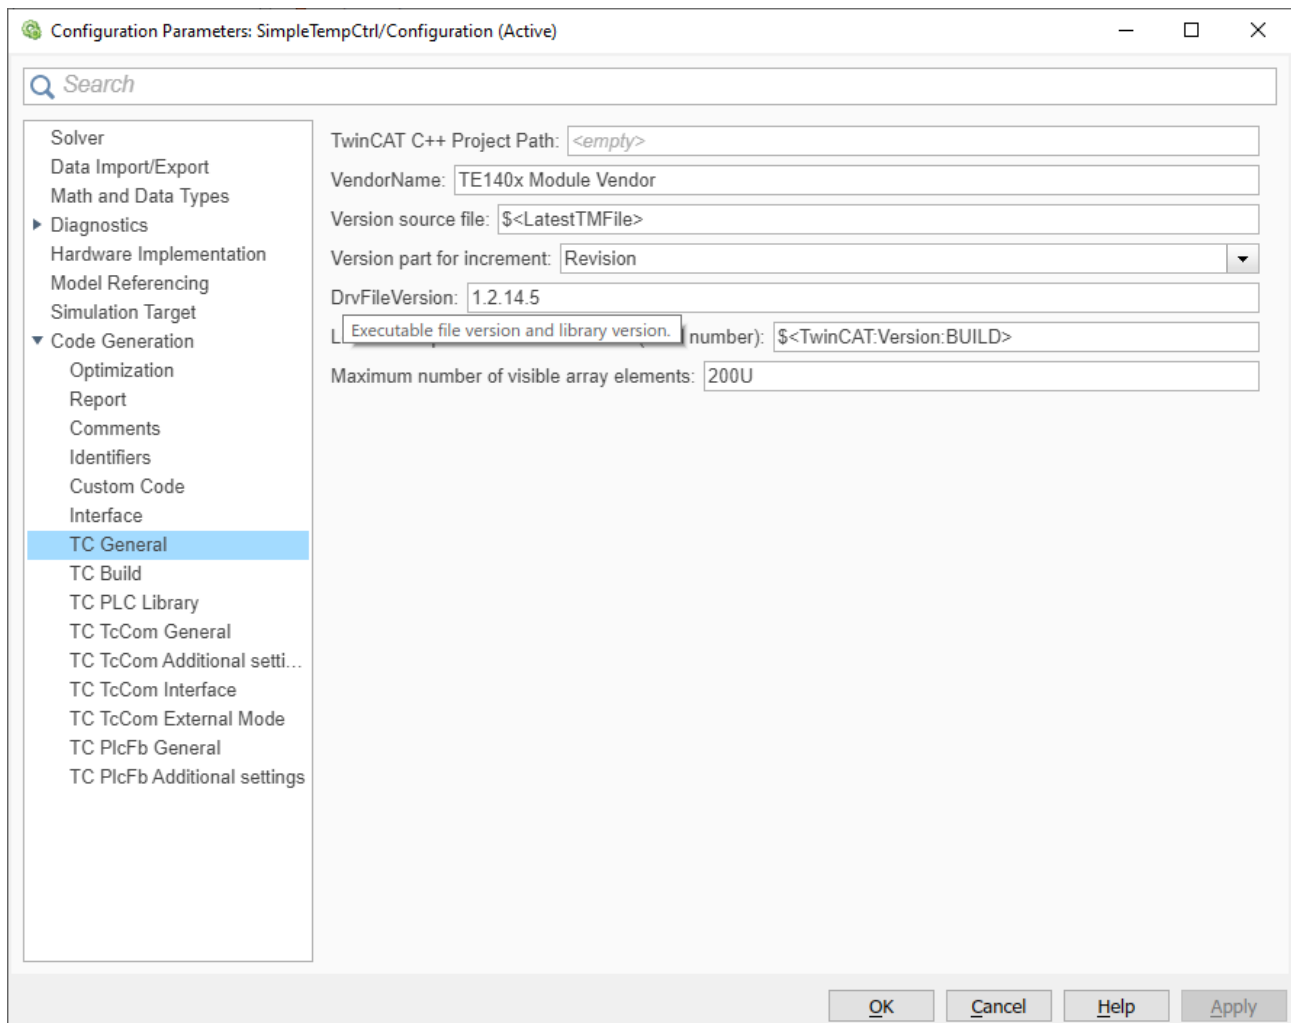 Configuration Parameters: SimpleTempCtrl/Configuration (Active)
Search
Solver
Data Import/Export
Math and Data Types
Diagnostics
Hardware Implementation
Model Referencing
Simulation Target
Code Generation
Optimization
Report
Comments
Identifiers
Custom Code
Interface
TC General
TC Build
TC PLC Library
TC TcCom General
TC TcCom Additional setti...
TC TcCom Interface
TC TcCom External Mode
TC PlcFb General
TC PlcFb Additional settings
TwinCAT C++ Project Path: <empty>
VendorName: TE140x Module Vendor
Version source file: $<LatestTMFile>
Version part for increment: Revision
DrvFileVersion: 1.2.14.5
Executable file version and library version.
number): $<TwinCAT:Version:BUILD>
Maximum number of visible array elements: 200U
OK Cancel Help Apply